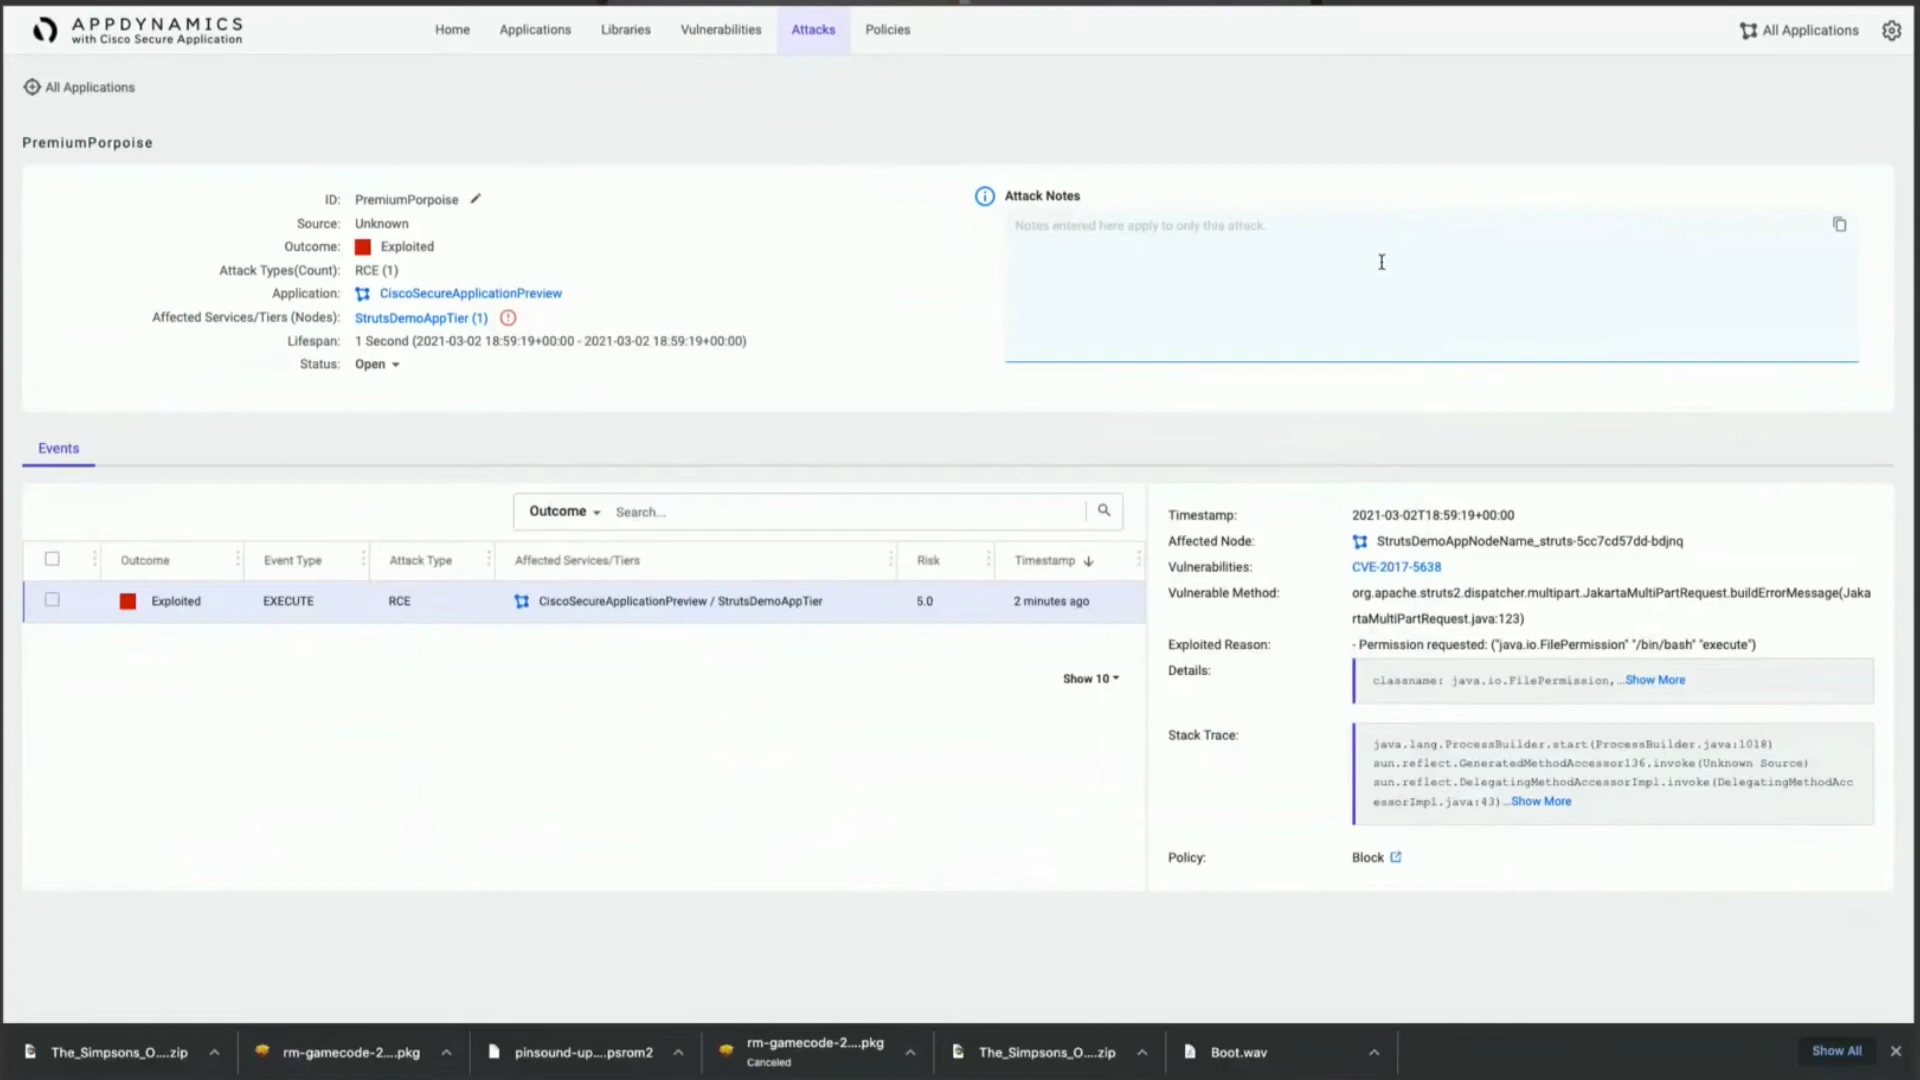 APPDYNAMICS
with Cisco Secure Application
Home Applications Libraries Vulnerabilities Attacks Policies
All Applications
All Applications
PremiumPorpoise
ID: PremiumPorpoise
Source: Unknown
Outcome: Exploited
Attack Types(Count): RCE (1)
Application: CiscoSecureApplicationPreview
Affected Services/Tiers (Nodes): StrutsDemoAppTier (1)
Lifespan: 1 Second (2021-03-02 18:59:19+00:00 - 2021-03-02 18:59:19+00:00)
Status: Open
Attack Notes
Notes entered here apply to only this attack.
Events
Outcome Search...
Outcome Event Type Attack Type Affected Services/Tiers Risk Timestamp
Exploited EXECUTE RCE CiscoSecureApplicationPreview / StrutsDemoAppTier 5.0 2 minutes ago
Show 10
Timestamp: 2021-03-02T18:59:19+00:00
Affected Node: StrutsDemoAppNodeName_struts-5cc7cd57dd-bdjnq
Vulnerabilities: CVE-2017-5638
Vulnerable Method: org.apache.struts2.dispatcher.multipart.JakartaMultiPartRequest.buildErrorMessage(Jaka
rtaMultiPartRequest.java:123)
Exploited Reason: - Permission requested: ("java.io.FilePermission" "/bin/bash" "execute")
Details: classname: java.io.FilePermission,...Show More
Stack Trace: java.lang.ProcessBuilder.start(ProcessBuilder.java:1018)
sun.reflect.GeneratedMethodAccessor136.invoke(Unknown Source)
sun.reflect.DelegatingMethodAccessorImpl.invoke(DelegatingMethodAcc
essorImpl.java:43)...Show More
Policy: Block
The_Simpsons_O....zip rm-gamecode-2....pkg pinsound-up....psrom2 rm-gamecode-2....pkg The_Simpsons_O....zip Boot.wav Show All
Canceled